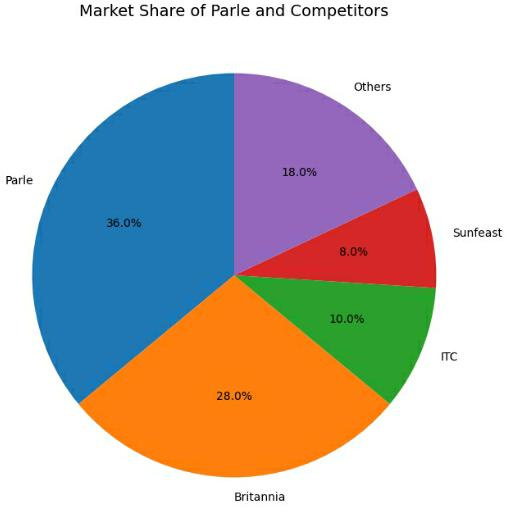 Market Share of Parle and Competitors
Others
Parle
18.0%
36.0%
Sunfeast
8.0%
10.0%
ITC
28.0%
Britannia